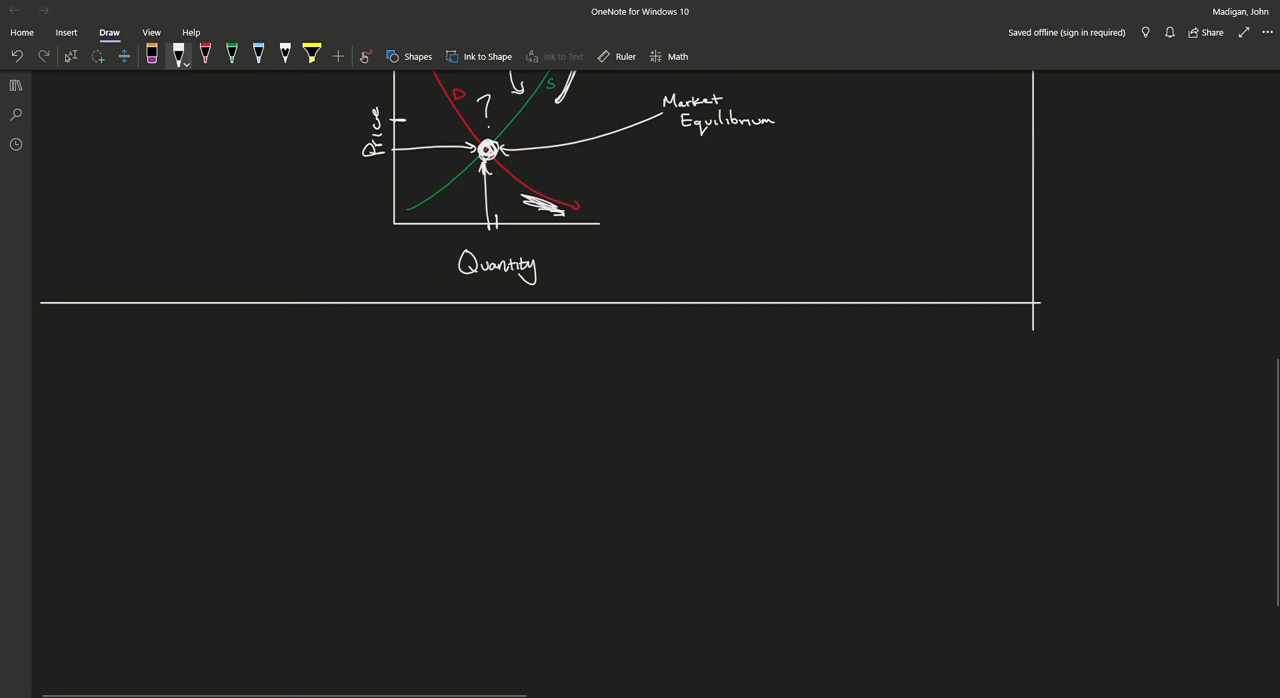 OneNote for Windows 10
Madigan, John
Home
Insert
Draw
View
Help
Saved offline (sign in required)
Share
Shapes
Ink to Shape
Ink to Text
Ruler
Math
D
?
S
Market
Equilibrium
Price
Quantity